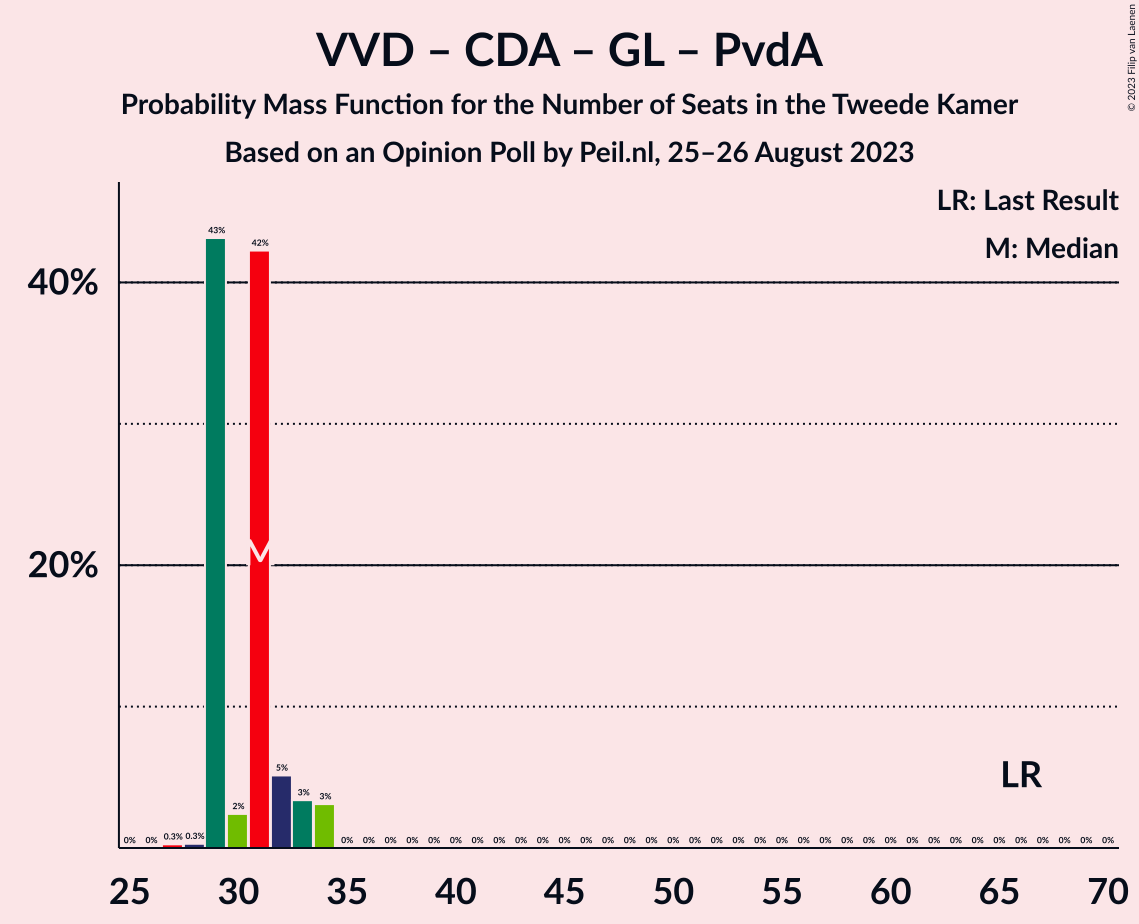 VVD – CDA – GL – PvdA
Probability Mass Function for the Number of Seats in the Tweede Kamer
Based on an Opinion Poll by Peil.nl, 25–26 August 2023
© 2023 Filip van Laenen
LR: Last Result
M: Median
40%
20%
0% 0% 0.3% 0.3% 43% 2% 42% 5% 3% 3% 0% 0% 0% 0% 0% 0% 0% 0% 0% 0% 0% 0% 0% 0% 0% 0% 0% 0% 0% 0% 0% 0% 0% 0% 0% 0% 0% 0% 0% 0% 0% 0% 0% 0% 0% 0%
M
LR
25 30 35 40 45 50 55 60 65 70